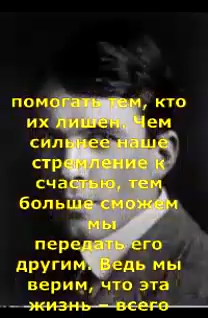 помогать тем, кто
их лишен. Чем
сильнее наше
стремление к
счастью, тем
больше сможем
мы
передать его
другим. Ведь мы
верим, что эта
жизнь – всего